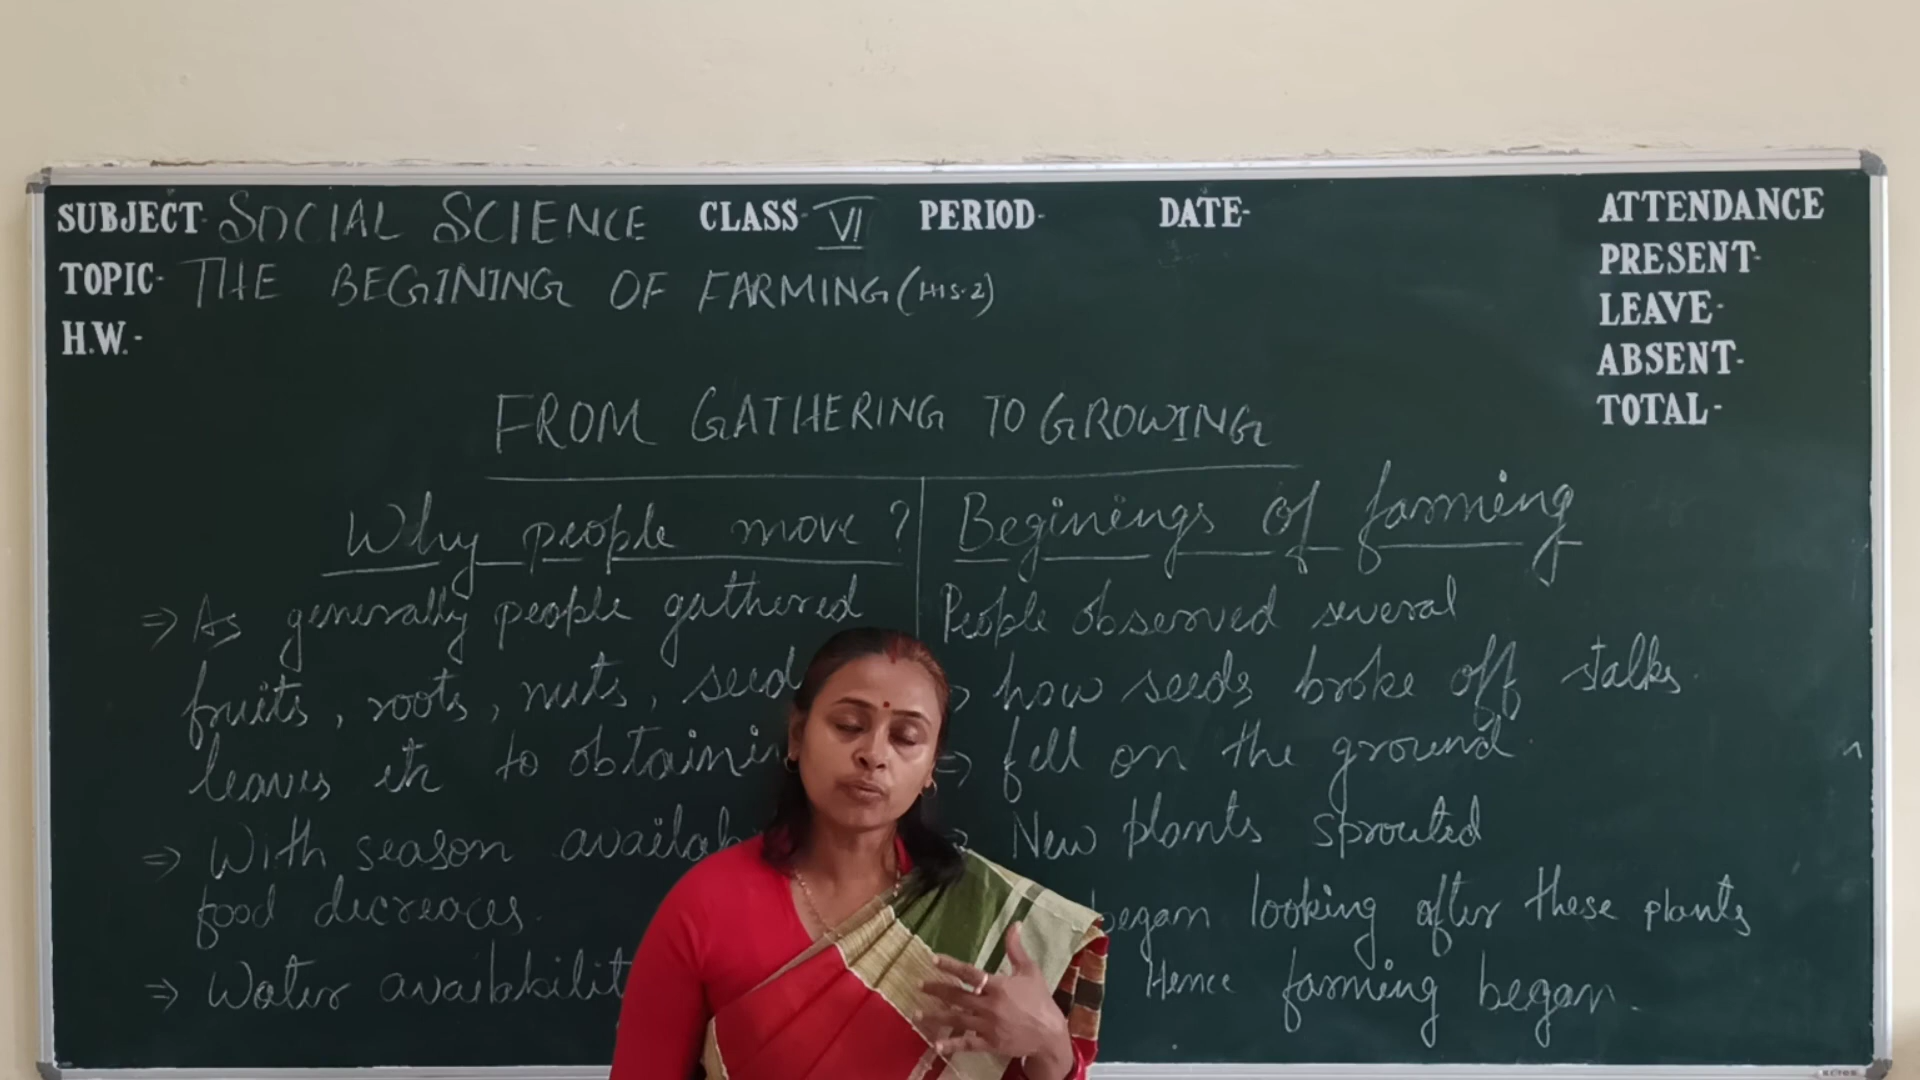 SUBJECT- SOCIAL SCIENCE CLASS- VI PERIOD- DATE-
TOPIC- THE BEGINING OF FARMING (HIS-2)
H.W.-
ATTENDANCE
PRESENT-
LEAVE-
ABSENT-
TOTAL-
FROM GATHERING TO GROWING
Why people move?
⇒ As generally people gathered
fruits, roots, nuts, seed
leaves etc to obtainin
⇒ With season availab
food decreaces.
⇒ Water availabilit
Beginings of farming
People observed several
⇒ how seeds broke off stalks.
⇒ fell on the ground.
⇒ New plants sprouted
began looking after these plants
Hence farming began.